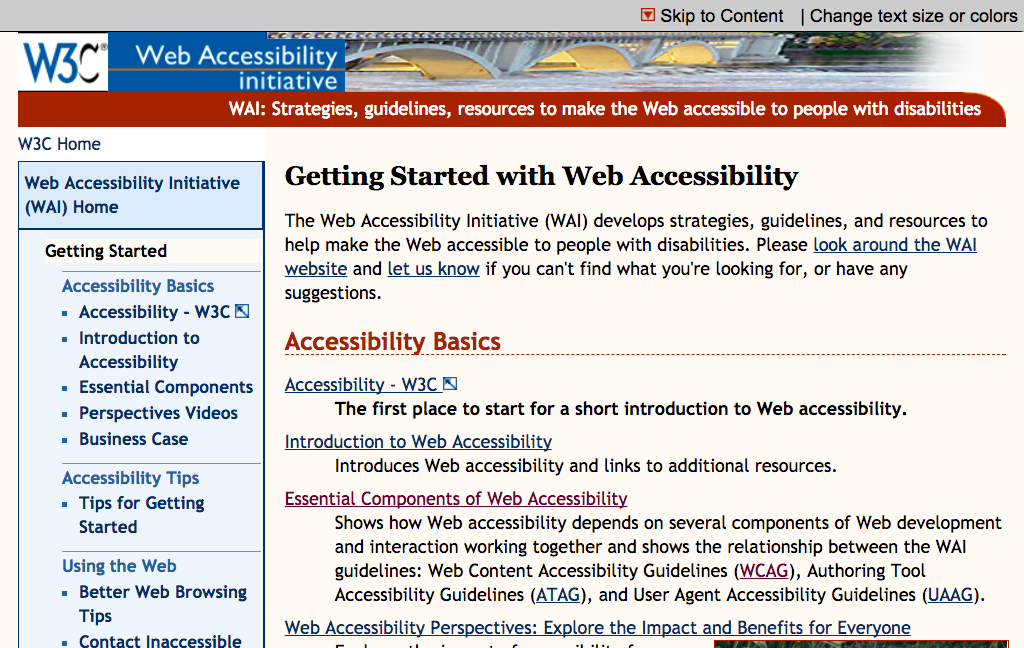 Skip to Content | Change text size or colors
W3C®
Web Accessibility
initiative
WAI: Strategies, guidelines, resources to make the Web accessible to people with disabilities
W3C Home
Web Accessibility Initiative
(WAI) Home
Getting Started
Accessibility Basics
Accessibility - W3C
Introduction to
Accessibility
Essential Components
Perspectives Videos
Business Case
Accessibility Tips
Tips for Getting
Started
Using the Web
Better Web Browsing
Tips
Contact Inaccessible
Getting Started with Web Accessibility
The Web Accessibility Initiative (WAI) develops strategies, guidelines, and resources to
help make the Web accessible to people with disabilities. Please look around the WAI
website and let us know if you can't find what you're looking for, or have any
suggestions.
Accessibility Basics
Accessibility - W3C
The first place to start for a short introduction to Web accessibility.
Introduction to Web Accessibility
Introduces Web accessibility and links to additional resources.
Essential Components of Web Accessibility
Shows how Web accessibility depends on several components of Web development
and interaction working together and shows the relationship between the WAI
guidelines: Web Content Accessibility Guidelines (WCAG), Authoring Tool
Accessibility Guidelines (ATAG), and User Agent Accessibility Guidelines (UAAG).
Web Accessibility Perspectives: Explore the Impact and Benefits for Everyone